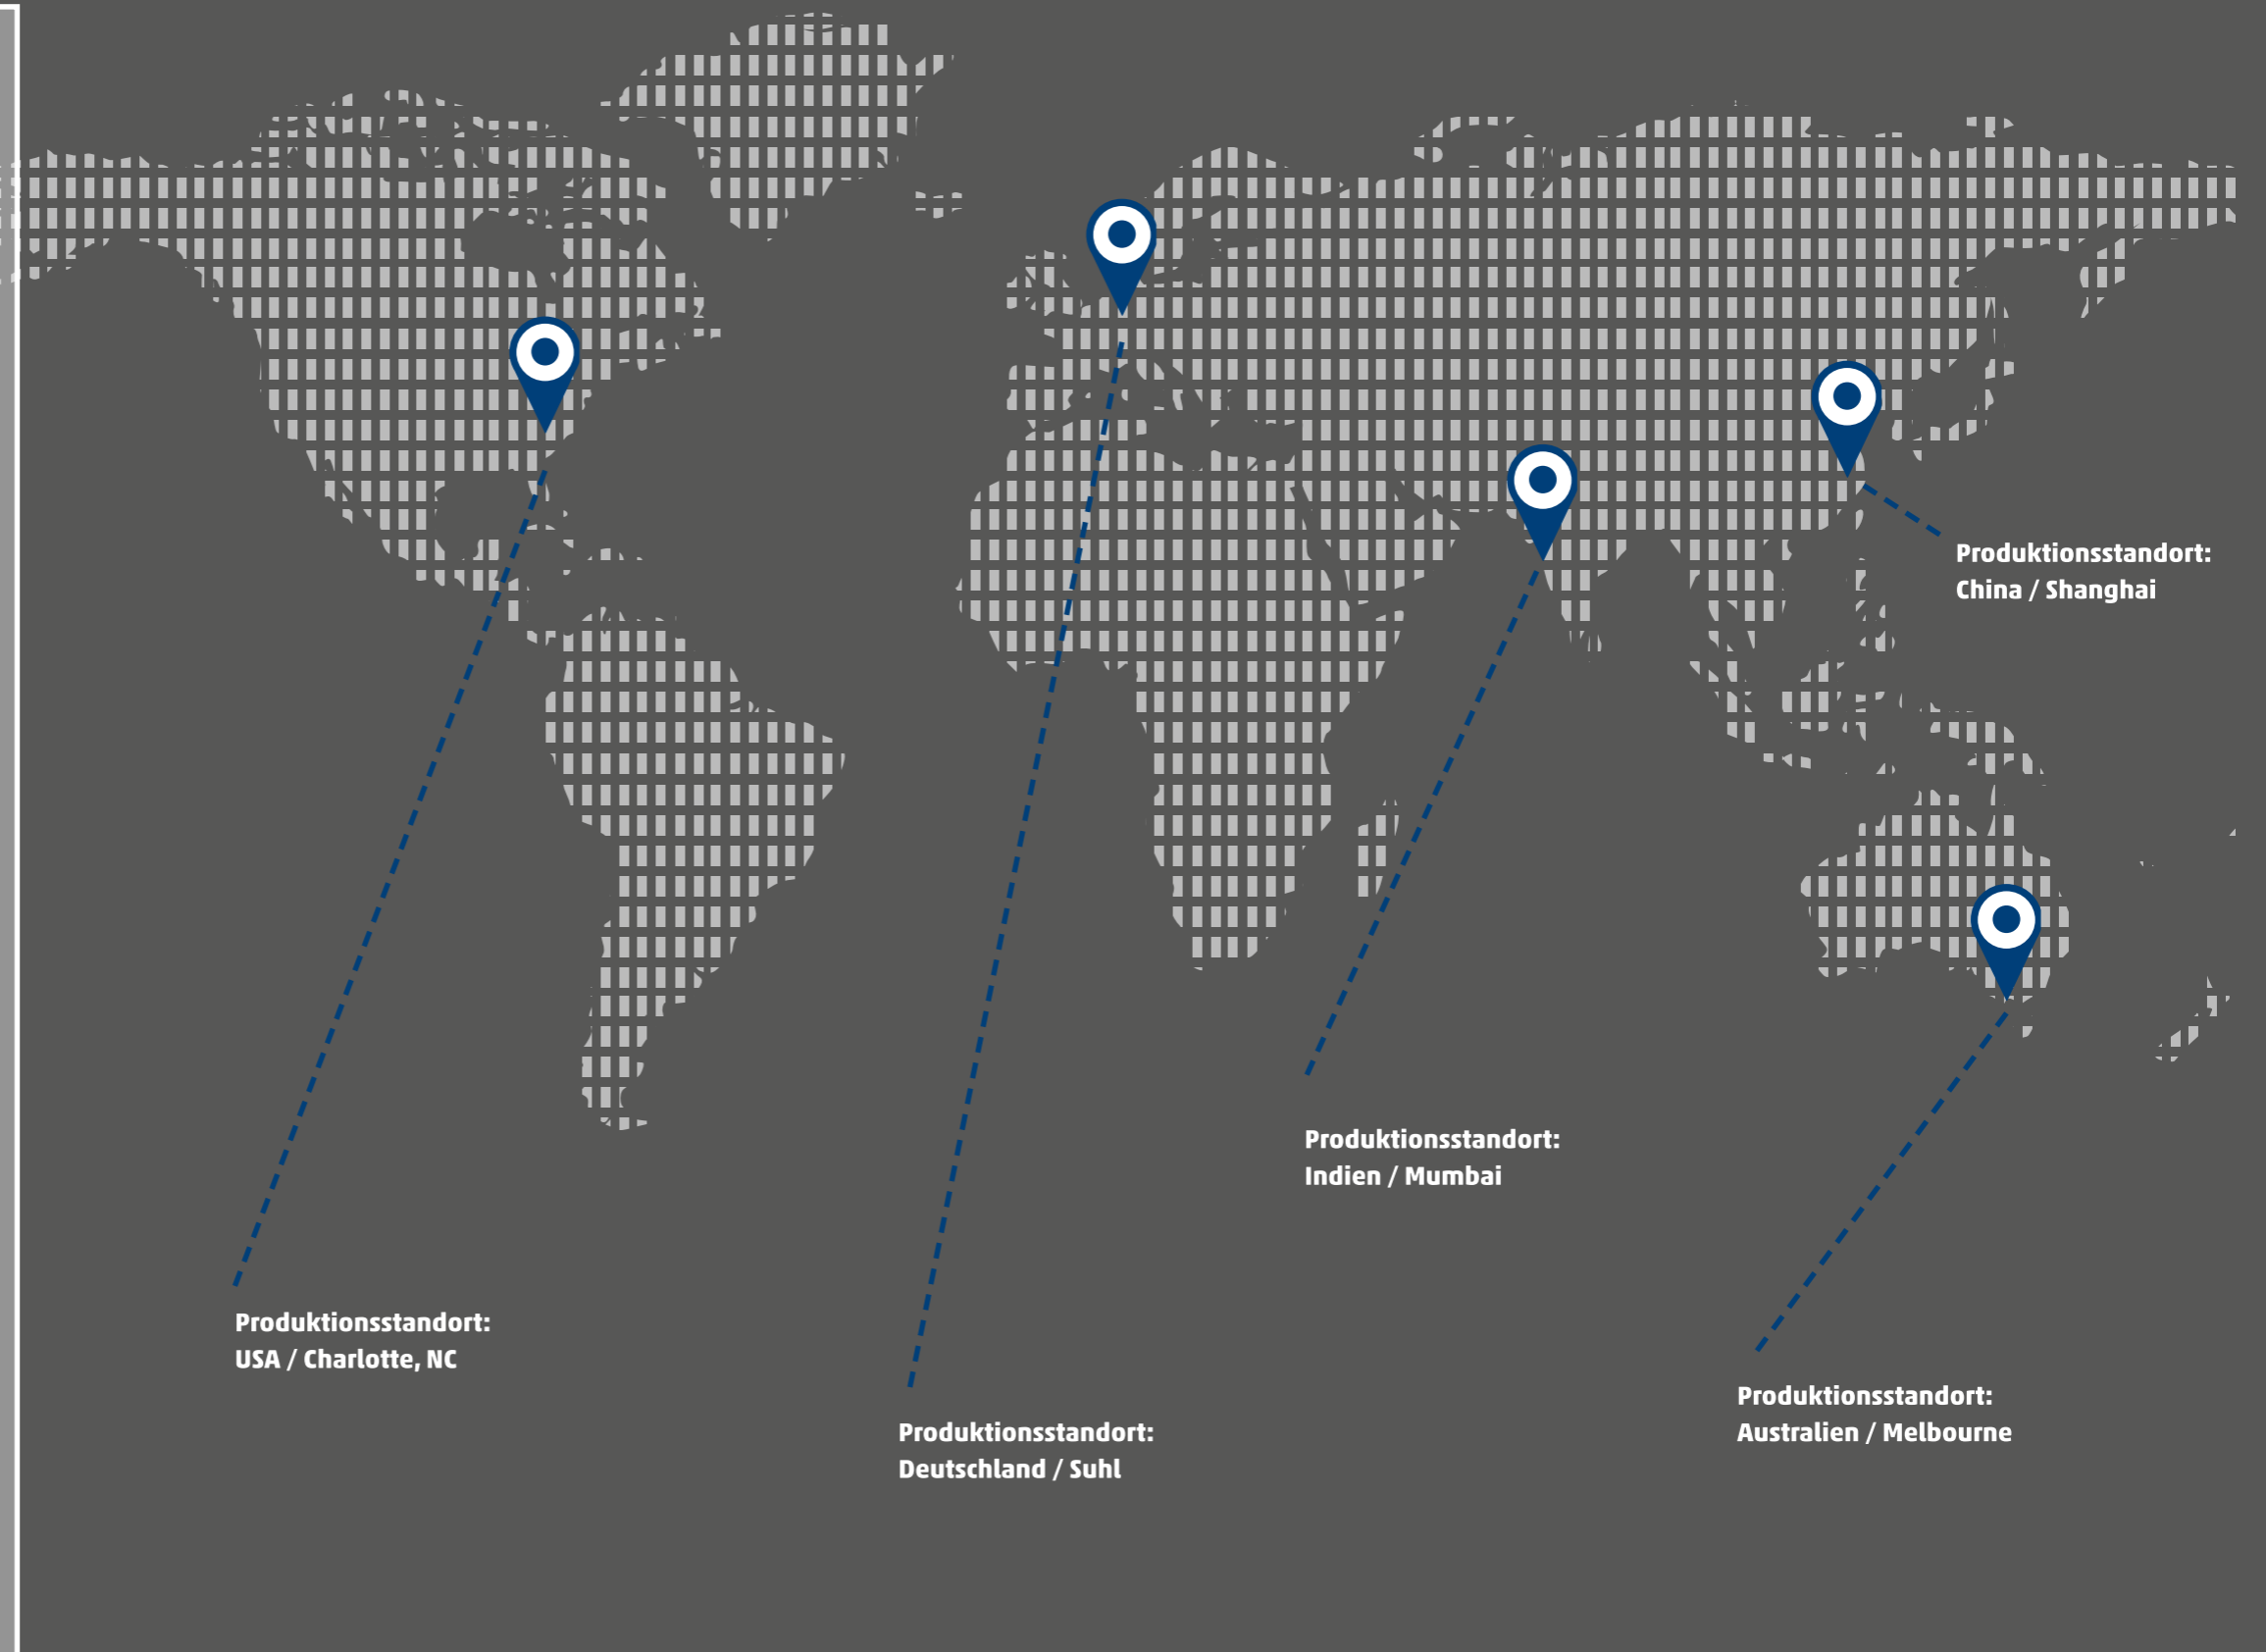 Produktionsstandort:
China / Shanghai
Produktionsstandort:
Indien / Mumbai
Produktionsstandort:
USA / Charlotte, NC
Produktionsstandort:
Australien / Melbourne
Produktionsstandort:
Deutschland / Suhl